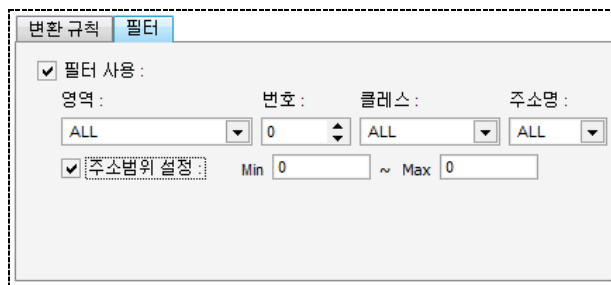 변환 규칙 필터
필터 사용 :
영역 : 번호 : 클레스 : 주소명 :
ALL 0 ALL ALL
주소범위 설정 : Min 0 ~ Max 0